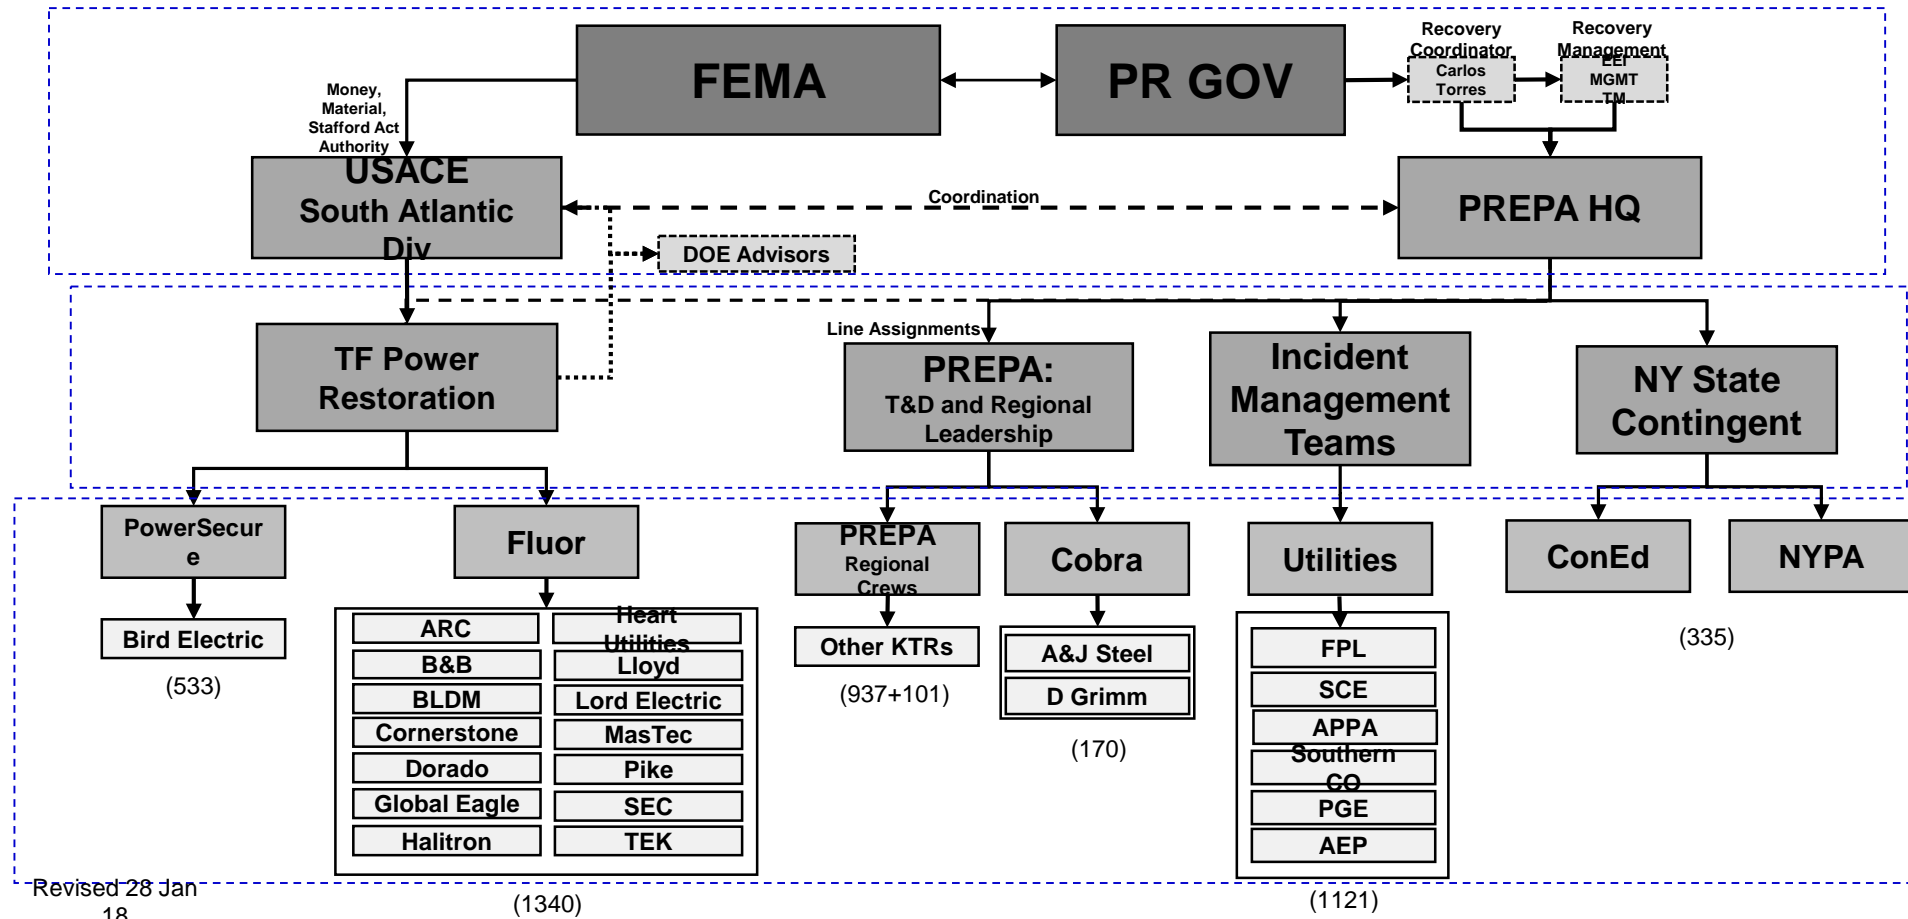 FEMA
PR GOV
Recovery
Coordinator
Carlos
Torres
Recovery
Management
EEI
MGMT
TM
Money,
Material,
Stafford Act
Authority
USACE
South Atlantic
Div
Coordination
PREPA HQ
DOE Advisors
TF Power
Restoration
Line Assignments
PREPA:
T&D and Regional
Leadership
Incident
Management
Teams
NY State
Contingent
PowerSecur
e
Fluor
PREPA
Regional
Crews
Cobra
Utilities
ConEd
NYPA
Bird Electric
(533)
ARC
B&B
BLDM
Cornerstone
Dorado
Global Eagle
Halitron
Heart
Utilities
Lloyd
Lord Electric
MasTec
Pike
SEC
TEK
(1340)
Other KTRs
(937+101)
A&J Steel
D Grimm
(170)
FPL
SCE
APPA
Southern
CO
PGE
AEP
(1121)
(335)
Revised 28 Jan
18